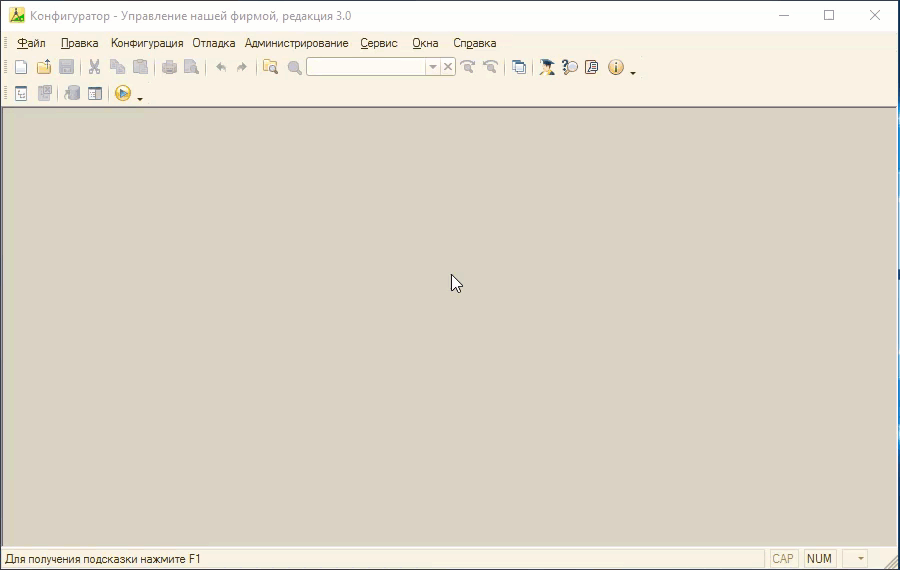 Конфигуратор - Управление нашей фирмой, редакция 3.0
Файл Правка Конфигурация Отладка Администрирование Сервис Окна Справка
Для получения подсказки нажмите F1 CAP NUM